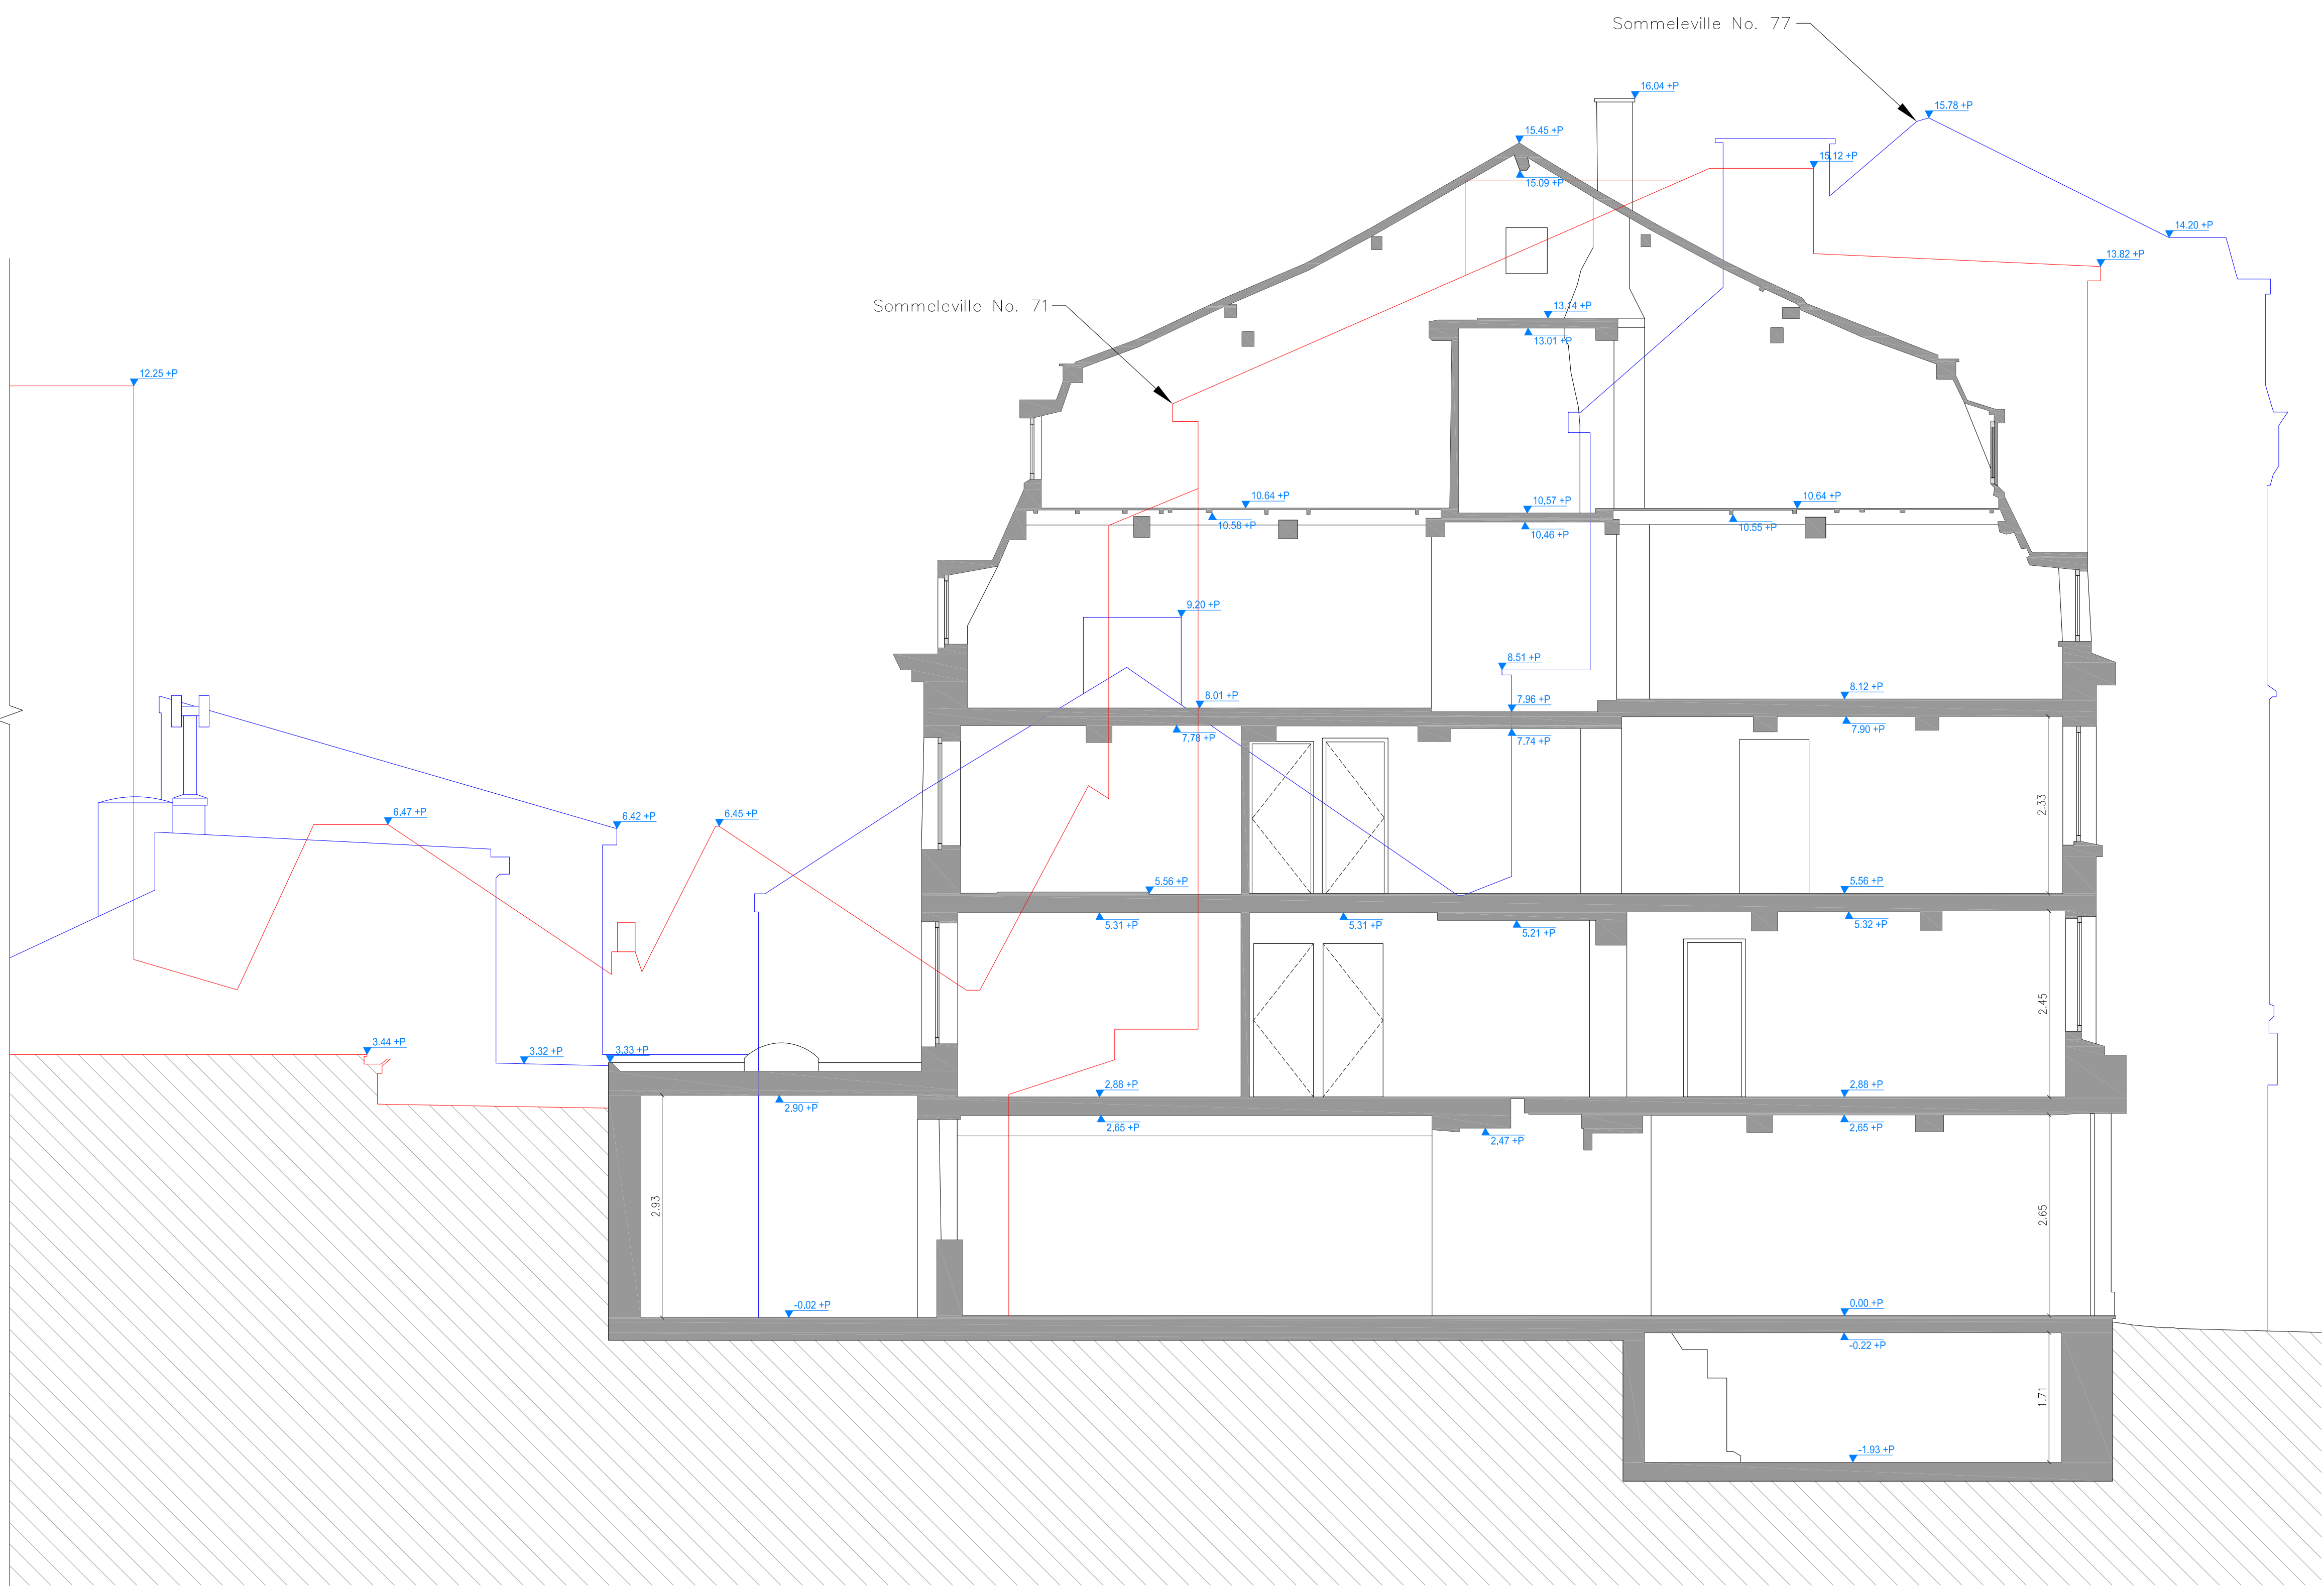 Sommeleville No. 77
16.04 +P
15.78 +P
15.45 +P
15.12 +P
15.09 +P
14.20 +P
13.82 +P
Sommeleville No. 71
13.14 +P
13.01 +P
12.25 +P
10.64 +P
10.57 +P
10.64 +P
10.58 +P
10.46 +P
10.55 +P
9.20 +P
8.51 +P
8.01 +P
7.96 +P
8.12 +P
7.78 +P
7.74 +P
7.90 +P
2.33
6.47 +P
6.42 +P
6.45 +P
5.56 +P
5.56 +P
5.31 +P
5.31 +P
5.21 +P
5.32 +P
2.45
3.44 +P
3.32 +P
3.33 +P
2.88 +P
2.88 +P
2.90 +P
2.65 +P
2.47 +P
2.65 +P
2.93
2.65
-0.02 +P
0.00 +P
-0.22 +P
1.71
-1.93 +P